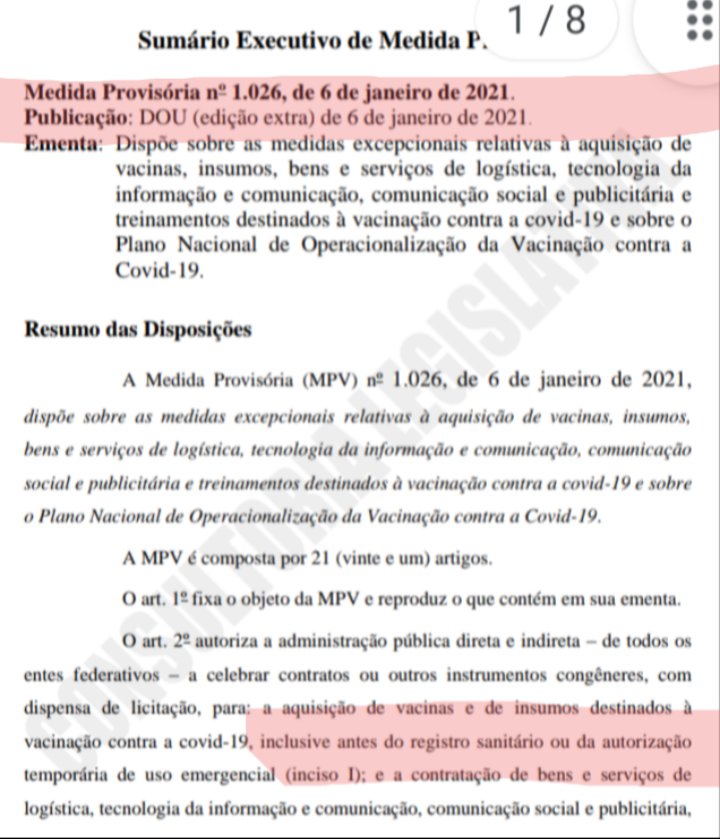 1 / 8
Sumário Executivo de Medida P
Medida Provisória nº 1.026, de 6 de janeiro de 2021.
Publicação: DOU (edição extra) de 6 de janeiro de 2021.
Ementa: Dispõe sobre as medidas excepcionais relativas à aquisição de
vacinas, insumos, bens e serviços de logística, tecnologia da
informação e comunicação, comunicação social e publicitária e
treinamentos destinados à vacinação contra a covid-19 e sobre o
Plano Nacional de Operacionalização da Vacinação contra a
Covid-19.
Resumo das Disposições
A Medida Provisória (MPV) nº 1.026, de 6 de janeiro de 2021,
dispõe sobre as medidas excepcionais relativas à aquisição de vacinas, insumos,
bens e serviços de logística, tecnologia da informação e comunicação, comunicação
social e publicitária e treinamentos destinados à vacinação contra a covid-19 e sobre
o Plano Nacional de Operacionalização da Vacinação contra a Covid-19.
A MPV é composta por 21 (vinte e um) artigos.
O art. 1º fixa o objeto da MPV e reproduz o que contém em sua ementa.
O art. 2º autoriza a administração pública direta e indireta – de todos os
entes federativos – a celebrar contratos ou outros instrumentos congêneres, com
dispensa de licitação, para: a aquisição de vacinas e de insumos destinados à
vacinação contra a covid-19, inclusive antes do registro sanitário ou da autorização
temporária de uso emergencial (inciso I); e a contratação de bens e serviços de
logística, tecnologia da informação e comunicação, comunicação social e publicitária,
CONSULTORIA LEGISLATI